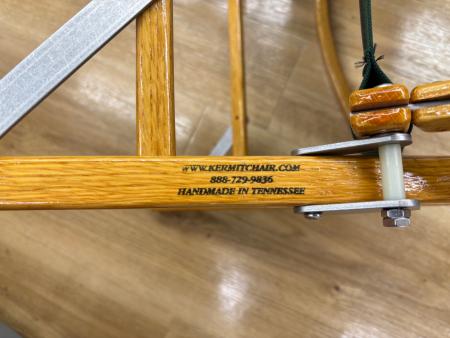 WWW.KERMITCHAIR.COM
888-729-9836
HANDMADE IN TENNESSEE